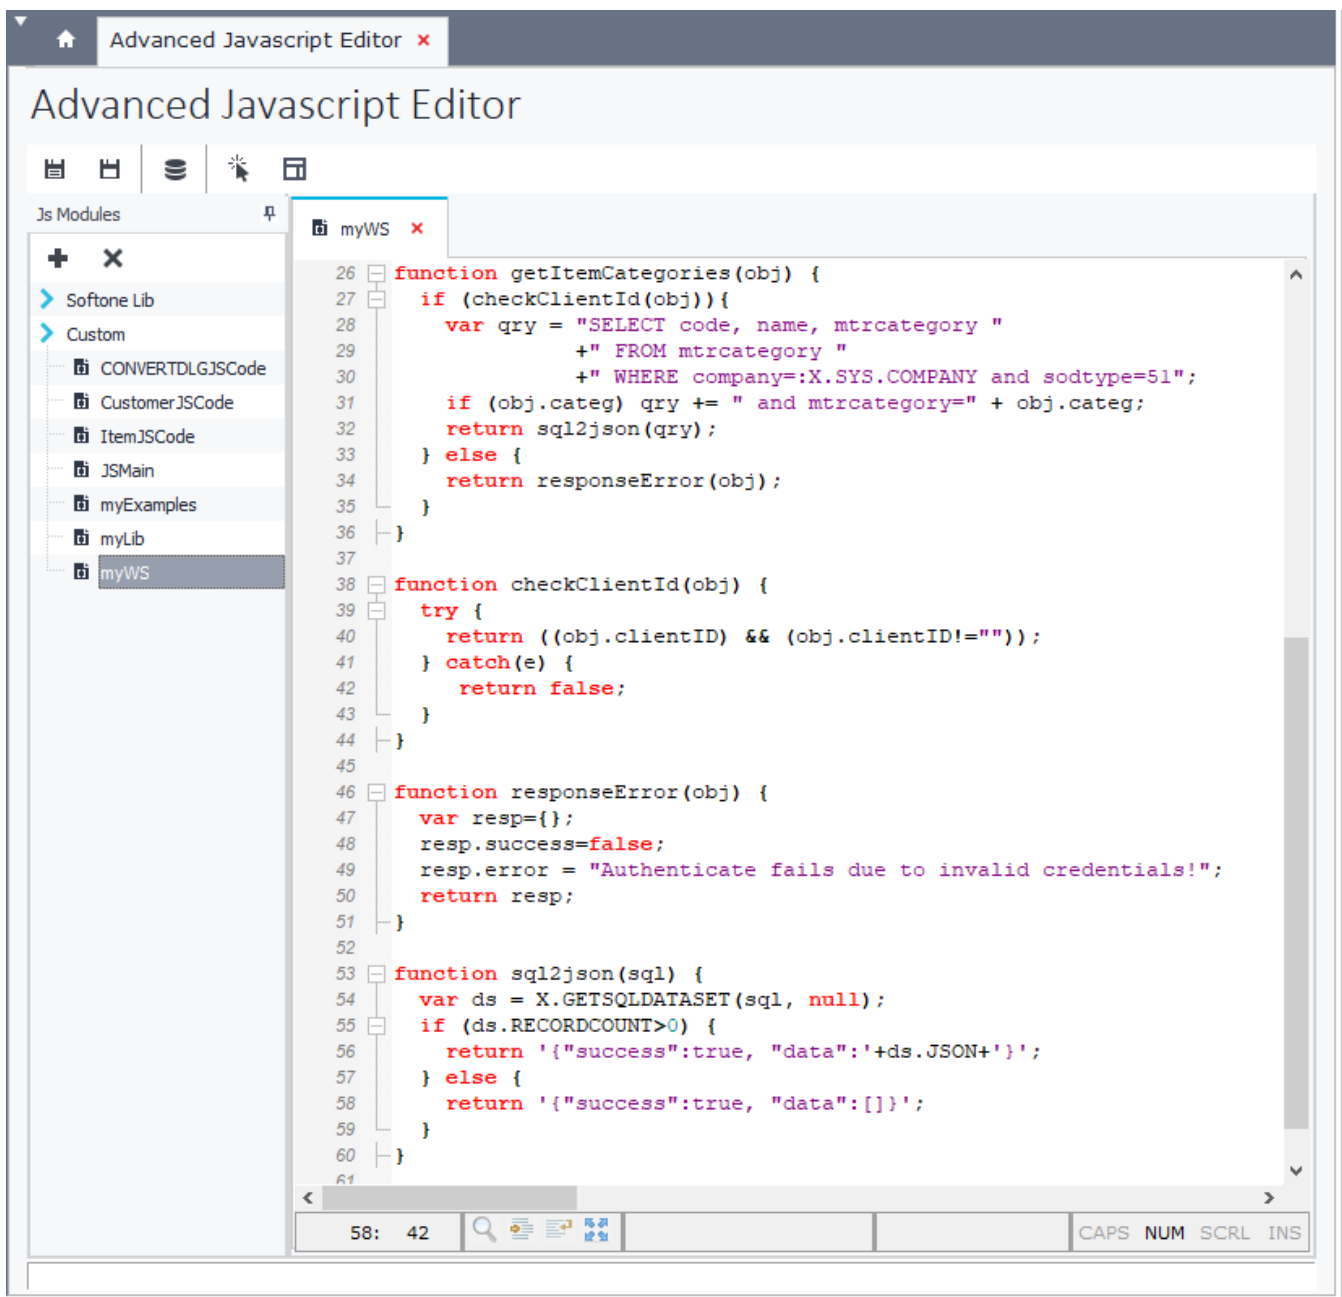 Advanced Javascript Editor
Advanced Javascript Editor
Js Modules
Softone Lib
Custom
CONVERTDLGJSCode
CustomerJSCode
ItemJSCode
JSMain
myExamples
myLib
myWS
myWS
26 function getItemCategories(obj) {
27 if (checkClientId(obj)){
28 var qry = "SELECT code, name, mtrcategory "
29 +" FROM mtrcategory "
30 +" WHERE company=:X.SYS.COMPANY and sodtype=51";
31 if (obj.categ) qry += " and mtrcategory=" + obj.categ;
32 return sql2json(qry);
33 } else {
34 return responseError(obj);
35 }
36 }
37
38 function checkClientId(obj) {
39 try {
40 return ((obj.clientID) && (obj.clientID!=""));
41 } catch(e) {
42 return false;
43 }
44 }
45
46 function responseError(obj) {
47 var resp={};
48 resp.success=false;
49 resp.error = "Authenticate fails due to invalid credentials!";
50 return resp;
51 }
52
53 function sql2json(sql) {
54 var ds = X.GETSQLDATASET(sql, null);
55 if (ds.RECORDCOUNT>0) {
56 return '{"success":true, "data":'+ds.JSON+'}';
57 } else {
58 return '{"success":true, "data":[]}';
59 }
60 }
61
58: 42 CAPS NUM SCRL INS